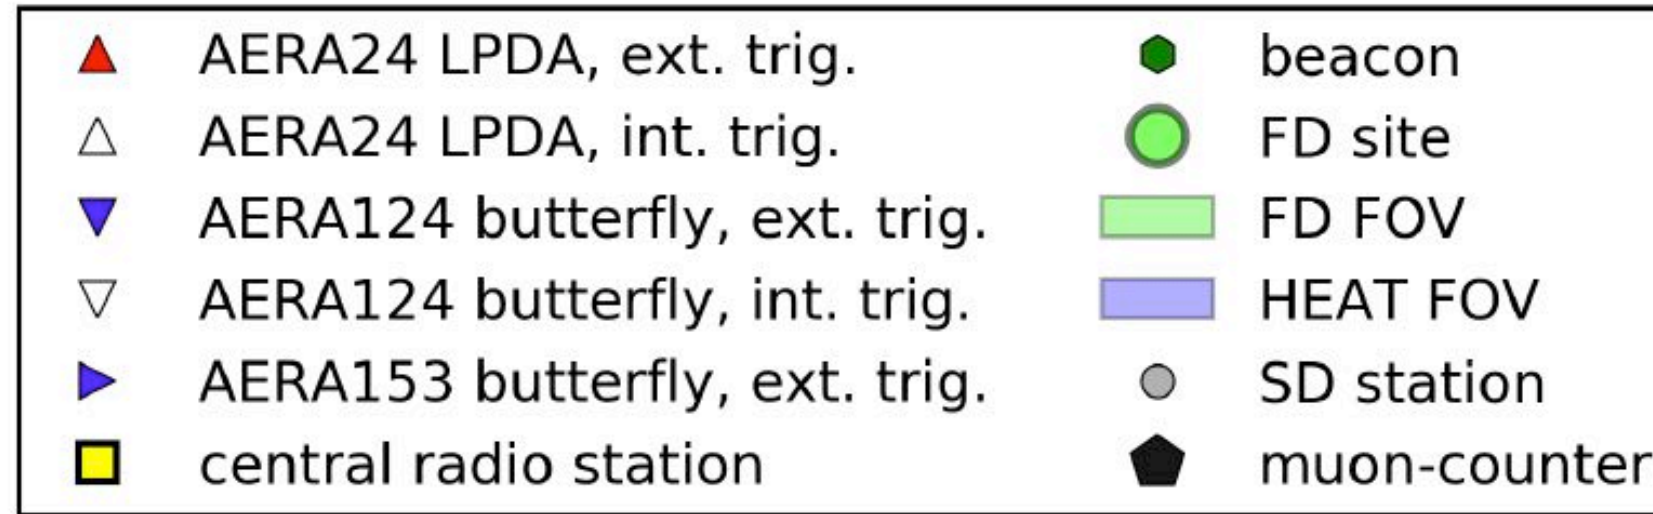 AERA24 LPDA, ext. trig.
AERA24 LPDA, int. trig.
AERA124 butterfly, ext. trig.
AERA124 butterfly, int. trig.
AERA153 butterfly, ext. trig.
central radio station
beacon
FD site
FD FOV
HEAT FOV
SD station
muon-counter